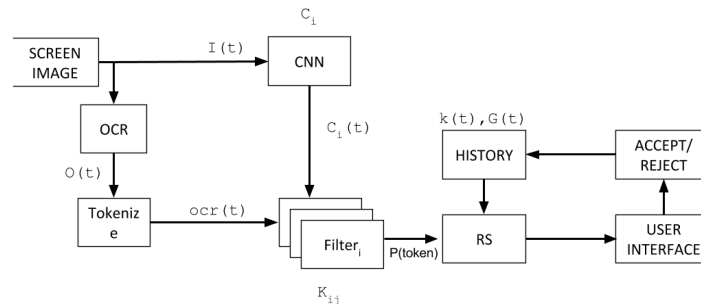 C_i
SCREEN
IMAGE
I(t)
CNN
OCR
C_i(t)
k(t),G(t)
HISTORY
ACCEPT/
REJECT
O(t)
Tokeniz
e
ocr(t)
Filter_i
P(token)
RS
USER
INTERFACE
K_ij